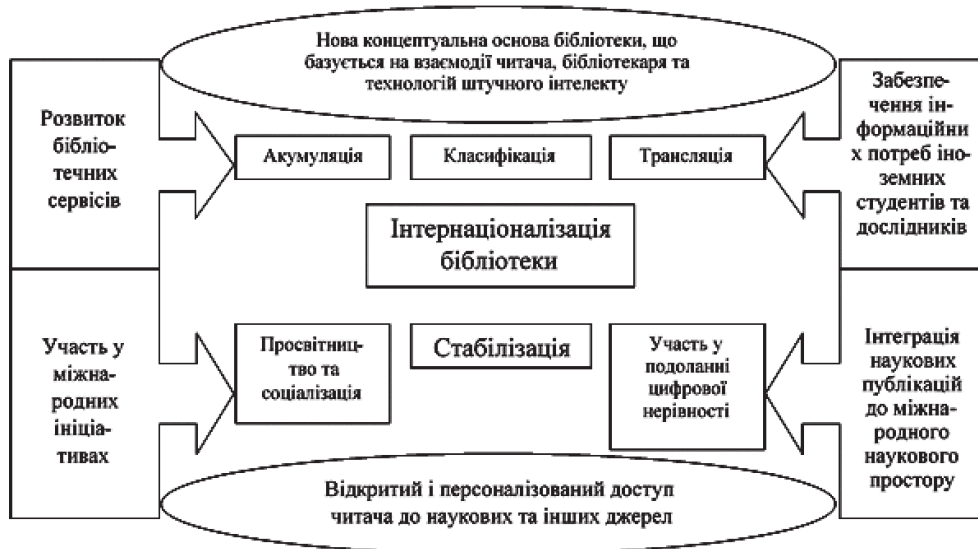 Нова концептуальна основа бібліотеки, що
базується на взаємодії читача, бібліотекаря та
технологій штучного інтелекту
Розвиток
бібліо-
течних
сервісів
Акумуляція
Класифікація
Трансляція
Забезпе-
чення ін-
формаційни
х потреб іно-
земних
студентів та
дослідників
Інтернаціоналізація
бібліотеки
Участь у
міжна-
родних
ініціа-
тивах
Просвітниц-
тво та
соціалізація
Стабілізація
Участь у
подоланні
цифрової
нерівності
Інтеграція
наукових
публікацій
до міжна-
родного
наукового
простору
Відкритий і персоналізований доступ
читача до наукових та інших джерел